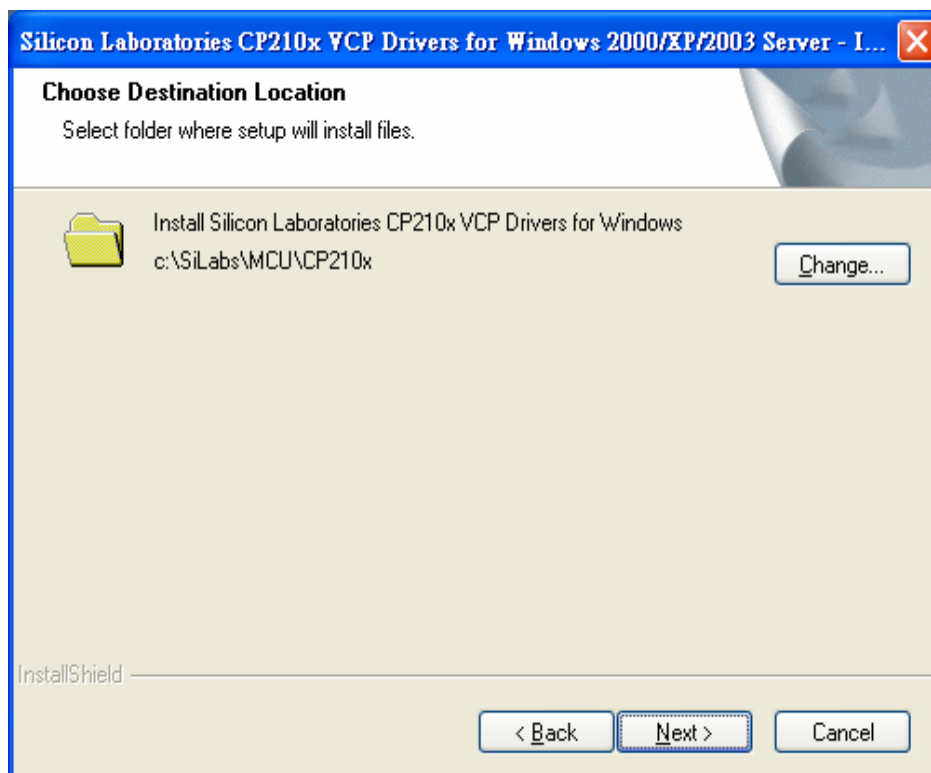 Silicon Laboratories CP210x VCP Drivers for Windows 2000/XP/2003 Server - I...
Choose Destination Location
Select folder where setup will install files.
Install Silicon Laboratories CP210x VCP Drivers for Windows
c:\SiLabs\MCU\CP210x
Change...
InstallShield
< Back Next > Cancel